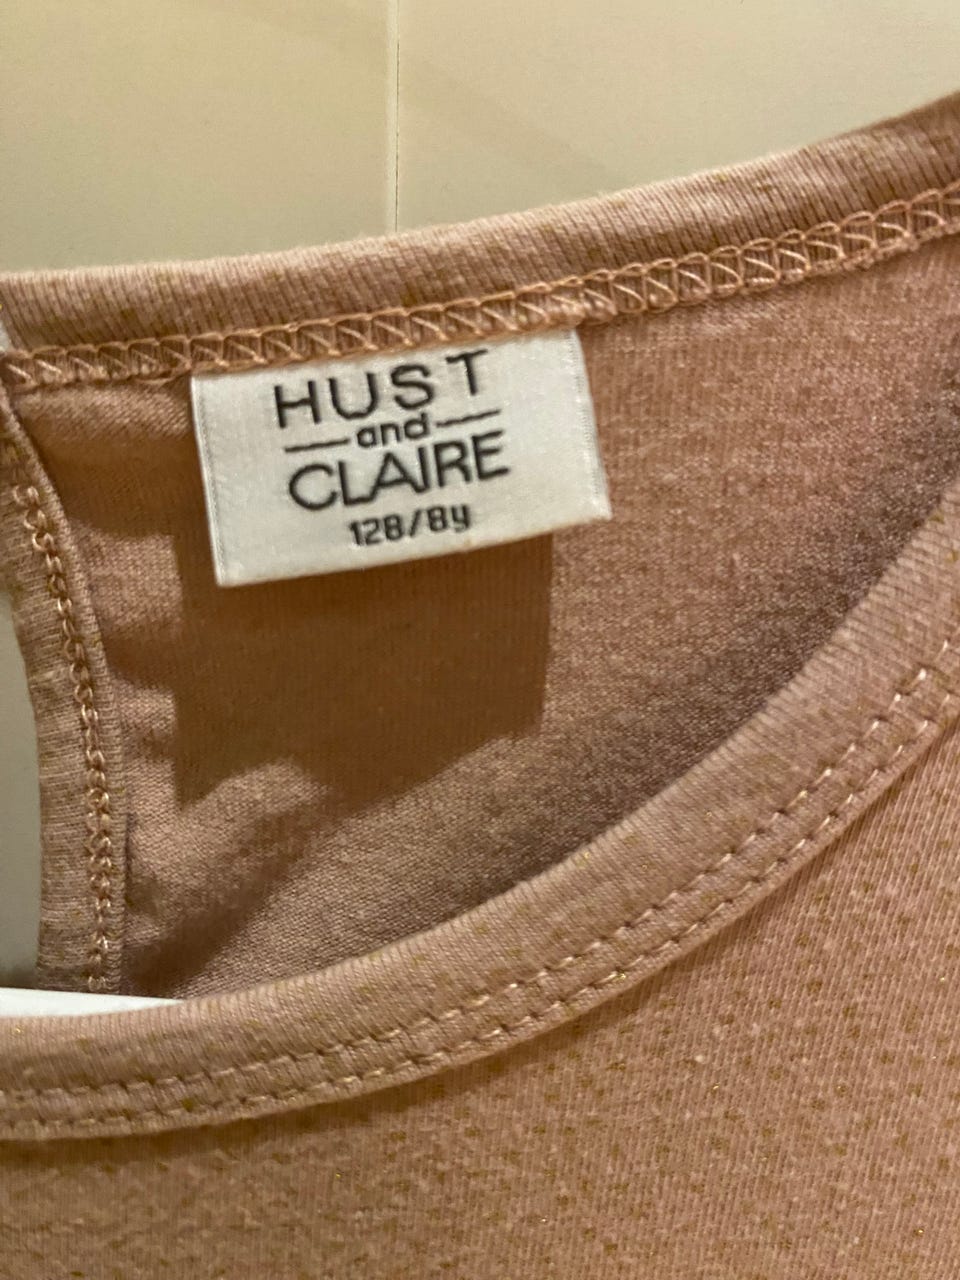 HUST
and
CLAIRE
128/8y